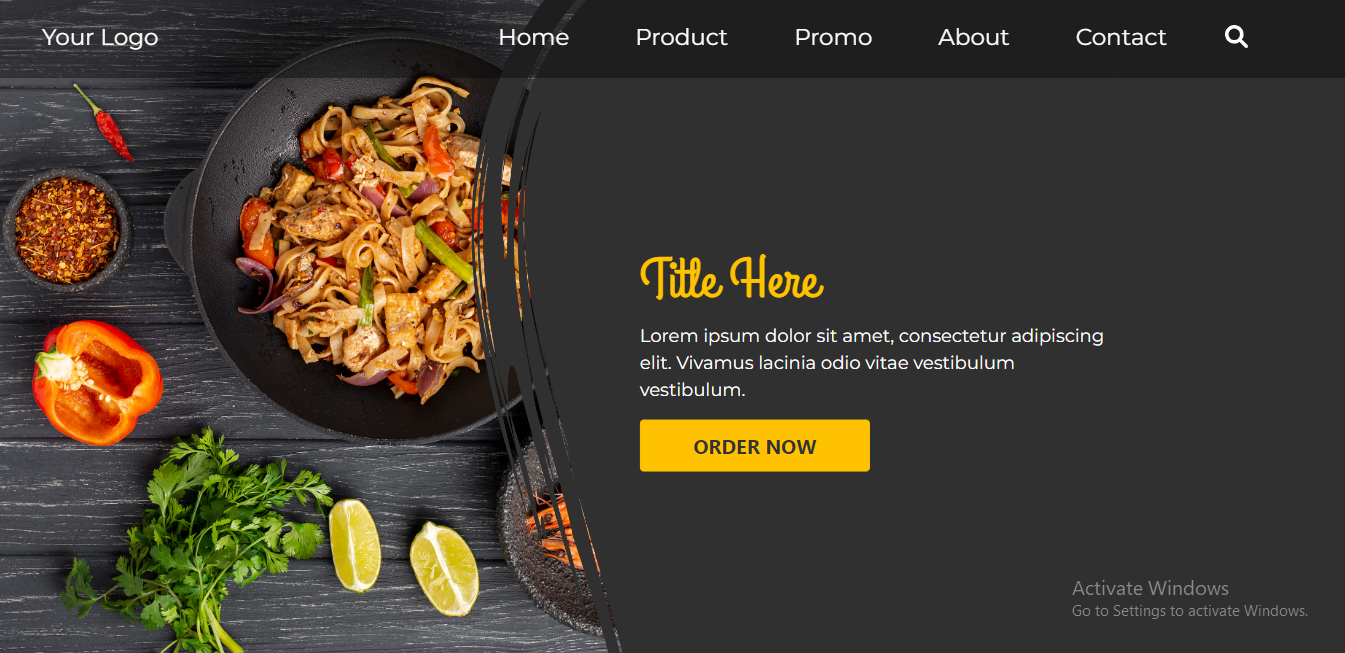 Your Logo
Home Product Promo About Contact
Title Here
Lorem ipsum dolor sit amet, consectetur adipiscing
elit. Vivamus lacinia odio vitae vestibulum
vestibulum.
ORDER NOW
Activate Windows
Go to Settings to activate Windows.